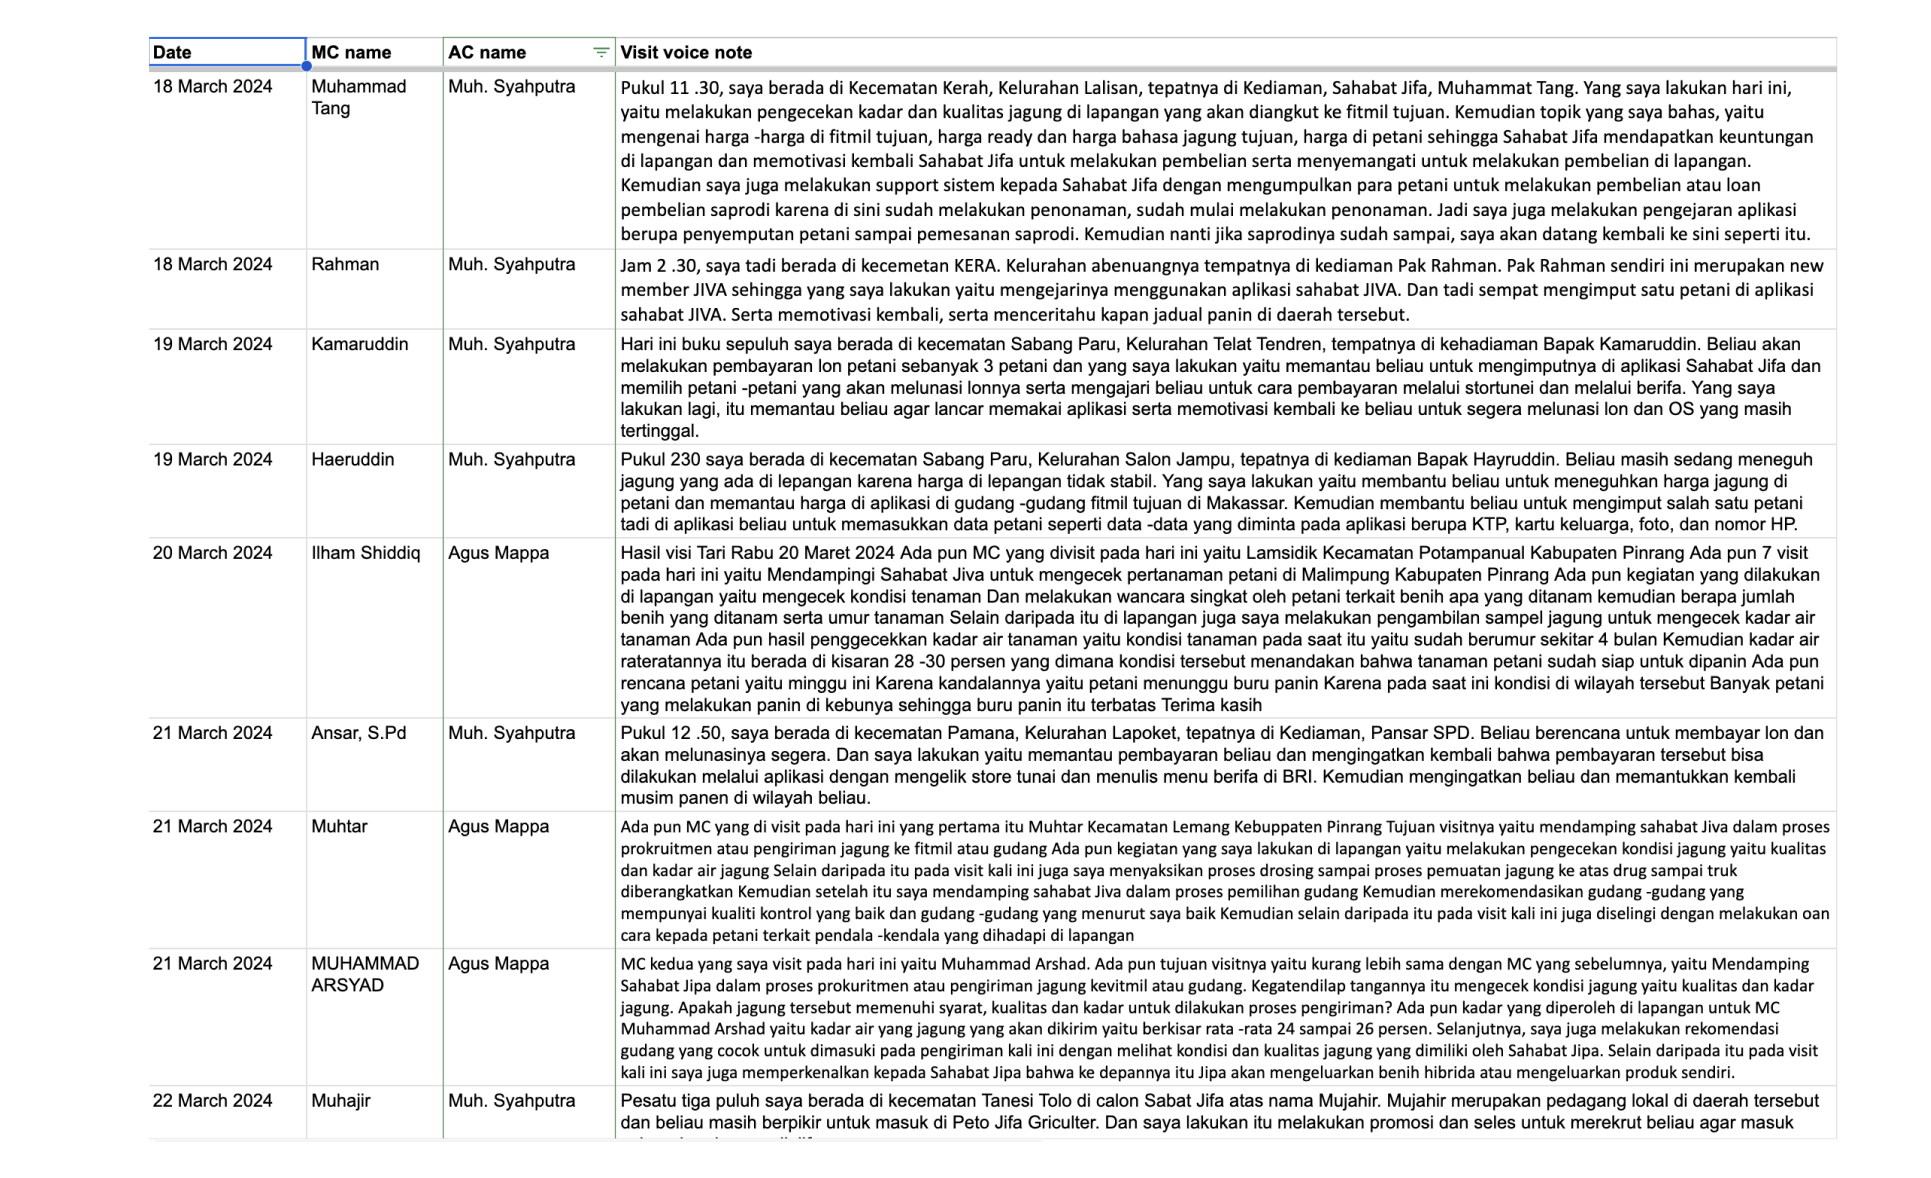 Date MC name AC name Visit voice note
18 March 2024 Muhammad Tang Muh. Syahputra Pukul 11 .30, saya berada di Kecematan Kerah, Kelurahan Lalisan, tepatnya di Kediaman, Sahabat Jifa, Muhammat Tang. Yang saya lakukan hari ini,
yaitu melakukan pengecekan kadar dan kualitas jagung di lapangan yang akan diangkut ke fitmil tujuan. Kemudian topik yang saya bahas, yaitu
mengenai harga -harga di fitmil tujuan, harga ready dan harga bahasa jagung tujuan, harga di petani sehingga Sahabat Jifa mendapatkan keuntungan
di lapangan dan memotivasi kembali Sahabat Jifa untuk melakukan pembelian serta menyemangati untuk melakukan pembelian di lapangan.
Kemudian saya juga melakukan support sistem kepada Sahabat Jifa dengan mengumpulkan para petani untuk melakukan pembelian atau loan
pembelian saprodi karena di sini sudah melakukan penonaman, sudah mulai melakukan penonaman. Jadi saya juga melakukan pengejaran aplikasi
berupa penyemputan petani sampai pemesanan saprodi. Kemudian nanti jika saprodinya sudah sampai, saya akan datang kembali ke sini seperti itu.
18 March 2024 Rahman Muh. Syahputra Jam 2 .30, saya tadi berada di kecemetan KERA. Kelurahan abenuangnya tempatnya di kediaman Pak Rahman. Pak Rahman sendiri ini merupakan new
member JIVA sehingga yang saya lakukan yaitu mengejarinya menggunakan aplikasi sahabat JIVA. Dan tadi sempat mengimput satu petani di aplikasi
sahabat JIVA. Serta memotivasi kembali, serta menceritahu kapan jadual panin di daerah tersebut.
19 March 2024 Kamaruddin Muh. Syahputra Hari ini buku sepuluh saya berada di kecematan Sabang Paru, Kelurahan Telat Tendren, tempatnya di kehadiaman Bapak Kamaruddin. Beliau akan
melakukan pembayaran lon petani sebanyak 3 petani dan yang saya lakukan yaitu memantau beliau untuk mengimputnya di aplikasi Sahabat Jifa dan
memilih petani -petani yang akan melunasi lonnya serta mengajari beliau untuk cara pembayaran melalui stortunei dan melalui berifa. Yang saya
lakukan lagi, itu memantau beliau agar lancar memakai aplikasi serta memotivasi kembali ke beliau untuk segera melunasi lon dan OS yang masih
tertinggal.
19 March 2024 Haeruddin Muh. Syahputra Pukul 230 saya berada di kecematan Sabang Paru, Kelurahan Salon Jampu, tepatnya di kediaman Bapak Hayruddin. Beliau masih sedang meneguh
jagung yang ada di lepangan karena harga di lepangan tidak stabil. Yang saya lakukan yaitu membantu beliau untuk meneguhkan harga jagung di
petani dan memantau harga di aplikasi di gudang -gudang fitmil tujuan di Makassar. Kemudian membantu beliau untuk mengimput salah satu petani
tadi di aplikasi beliau untuk memasukkan data petani seperti data -data yang diminta pada aplikasi berupa KTP, kartu keluarga, foto, dan nomor HP.
20 March 2024 Ilham Shiddiq Agus Mappa Hasil visi Tari Rabu 20 Maret 2024 Ada pun MC yang divisit pada hari ini yaitu Lamsidik Kecamatan Potampanual Kabupaten Pinrang Ada pun 7 visit
pada hari ini yaitu Mendampingi Sahabat Jiva untuk mengecek pertanaman petani di Malimpung Kabupaten Pinrang Ada pun kegiatan yang dilakukan
di lapangan yaitu mengecek kondisi tenaman Dan melakukan wancara singkat oleh petani terkait benih apa yang ditanam kemudian berapa jumlah
benih yang ditanam serta umur tanaman Selain daripada itu di lapangan juga saya melakukan pengambilan sampel jagung untuk mengecek kadar air
tanaman Ada pun hasil penggecekkan kadar air tanaman yaitu kondisi tanaman pada saat itu yaitu sudah berumur sekitar 4 bulan Kemudian kadar air
rateratannya itu berada di kisaran 28 -30 persen yang dimana kondisi tersebut menandakan bahwa tanaman petani sudah siap untuk dipanin Ada pun
rencana petani yaitu minggu ini Karena kandalannya yaitu petani menunggu buru panin Karena pada saat ini kondisi di wilayah tersebut Banyak petani
yang melakukan panin di kebunya sehingga buru panin itu terbatas Terima kasih
21 March 2024 Ansar, S.Pd Muh. Syahputra Pukul 12 .50, saya berada di kecematan Pamana, Kelurahan Lapoket, tepatnya di Kediaman, Pansar SPD. Beliau berencana untuk membayar lon dan
akan melunasinya segera. Dan saya lakukan yaitu memantau pembayaran beliau dan mengingatkan kembali bahwa pembayaran tersebut bisa
dilakukan melalui aplikasi dengan mengelik store tunai dan menulis menu berifa di BRI. Kemudian mengingatkan beliau dan memantukkan kembali
musim panen di wilayah beliau.
21 March 2024 Muhtar Agus Mappa Ada pun MC yang di visit pada hari ini yang pertama itu Muhtar Kecamatan Lemang Kebuppaten Pinrang Tujuan visitnya yaitu mendamping sahabat Jiva dalam proses
prokruitmen atau pengiriman jagung ke fitmil atau gudang Ada pun kegiatan yang saya lakukan di lapangan yaitu melakukan pengecekan kondisi jagung yaitu kualitas
dan kadar air jagung Selain daripada itu pada visit kali ini juga saya menyaksikan proses drosing sampai proses pemuatan jagung ke atas drug sampai truk
diberangkatkan Kemudian setelah itu saya mendamping sahabat Jiva dalam proses pemilihan gudang Kemudian merekomendasikan gudang -gudang yang
mempunyai kualiti kontrol yang baik dan gudang -gudang yang menurut saya baik Kemudian selain daripada itu pada visit kali ini juga diselingi dengan melakukan oan
cara kepada petani terkait pendala -kendala yang dihadapi di lapangan
21 March 2024 MUHAMMAD ARSYAD Agus Mappa MC kedua yang saya visit pada hari ini yaitu Muhammad Arshad. Ada pun tujuan visitnya yaitu kurang lebih sama dengan MC yang sebelumnya, yaitu Mendamping
Sahabat Jipa dalam proses prokuritmen atau pengiriman jagung kevitmil atau gudang. Kegatendilap tangannya itu mengecek kondisi jagung yaitu kualitas dan kadar
jagung. Apakah jagung tersebut memenuhi syarat, kualitas dan kadar untuk dilakukan proses pengiriman? Ada pun kadar yang diperoleh di lapangan untuk MC
Muhammad Arshad yaitu kadar air yang jagung yang akan dikirim yaitu berkisar rata -rata 24 sampai 26 persen. Selanjutnya, saya juga melakukan rekomendasi
gudang yang cocok untuk dimasuki pada pengiriman kali ini dengan melihat kondisi dan kualitas jagung yang dimiliki oleh Sahabat Jipa. Selain daripada itu pada visit
kali ini saya juga memperkenalkan kepada Sahabat Jipa bahwa ke depannya itu Jipa akan mengeluarkan benih hibrida atau mengeluarkan produk sendiri.
22 March 2024 Muhajir Muh. Syahputra Pesatu tiga puluh saya berada di kecematan Tanesi Tolo di calon Sabat Jifa atas nama Mujahir. Mujahir merupakan pedagang lokal di daerah tersebut
dan beliau masih berpikir untuk masuk di Peto Jifa Griculter. Dan saya lakukan itu melakukan promosi dan seles untuk merekrut beliau agar masuk